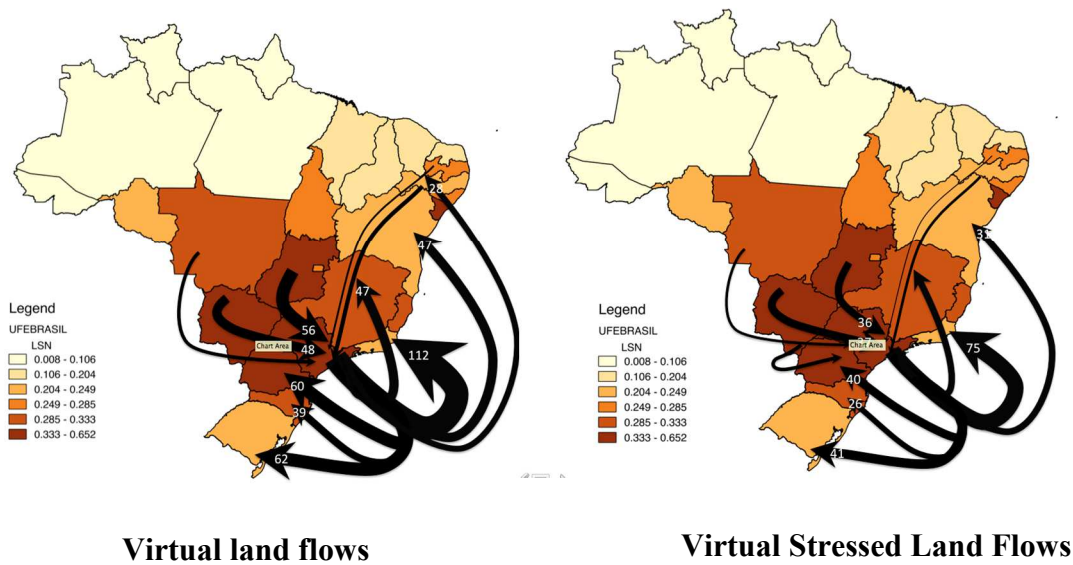 28
47
47
56
Chart Area
48
112
60
39
62
Legend
UFEBRASIL
LSN
0.008 - 0.106
0.106 - 0.204
0.204 - 0.249
0.249 - 0.285
0.285 - 0.333
0.333 - 0.652
Virtual land flows
31
36
Chart Area
75
40
26
41
Legend
UFEBRASIL
LSN
0.008 - 0.106
0.106 - 0.204
0.204 - 0.249
0.249 - 0.285
0.285 - 0.333
0.333 - 0.652
Virtual Stressed Land Flows